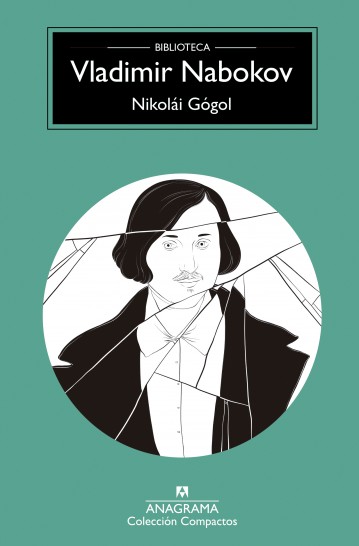 BIBLIOTECA
Vladimir Nabokov
Nikolái Gógol
ANAGRAMA
Colección Compactos